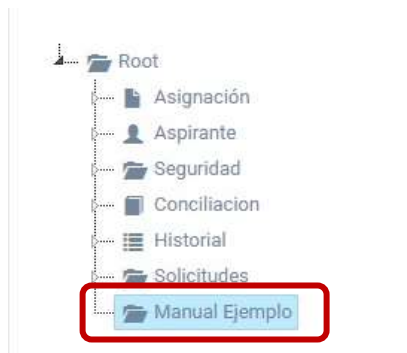 Root
Asignación
Aspirante
Seguridad
Conciliacion
Historial
Solicitudes
Manual Ejemplo